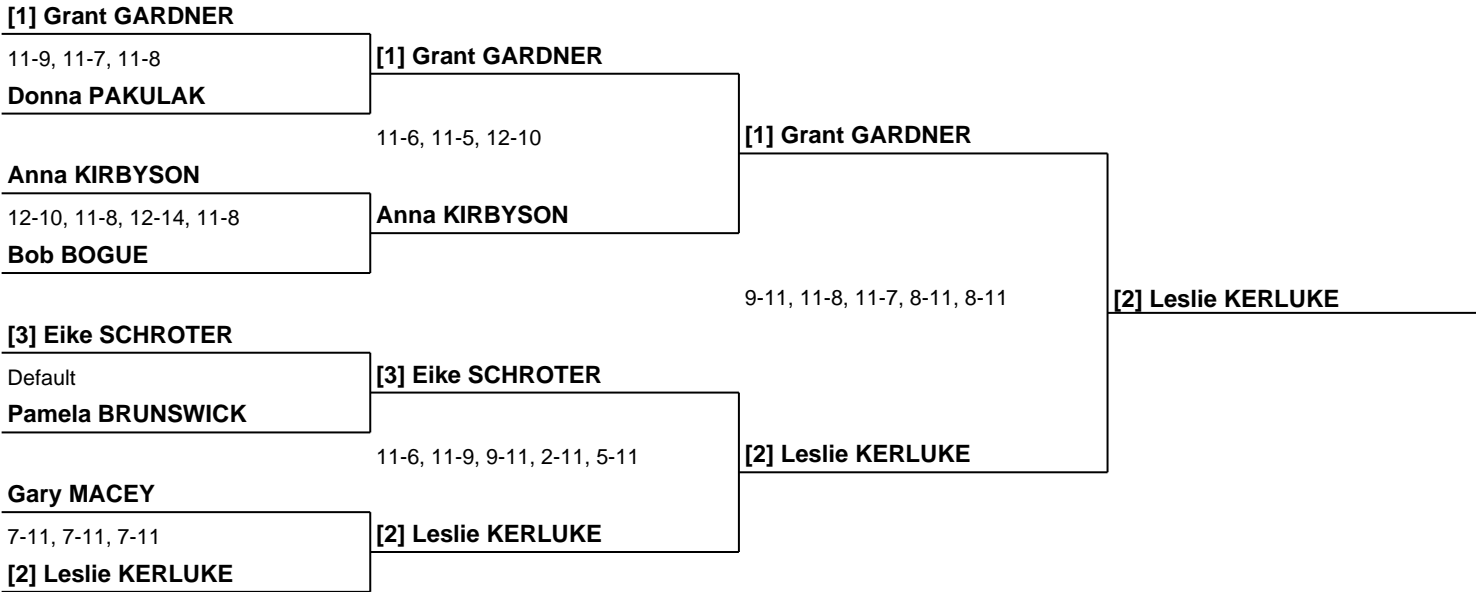 [1] Grant GARDNER
11-9, 11-7, 11-8
[1] Grant GARDNER
Donna PAKULAK
11-6, 11-5, 12-10
[1] Grant GARDNER
Anna KIRBYSON
12-10, 11-8, 12-14, 11-8
Anna KIRBYSON
Bob BOGUE
9-11, 11-8, 11-7, 8-11, 8-11
[2] Leslie KERLUKE
[3] Eike SCHROTER
Default
[3] Eike SCHROTER
Pamela BRUNSWICK
11-6, 11-9, 9-11, 2-11, 5-11
[2] Leslie KERLUKE
Gary MACEY
7-11, 7-11, 7-11
[2] Leslie KERLUKE
[2] Leslie KERLUKE